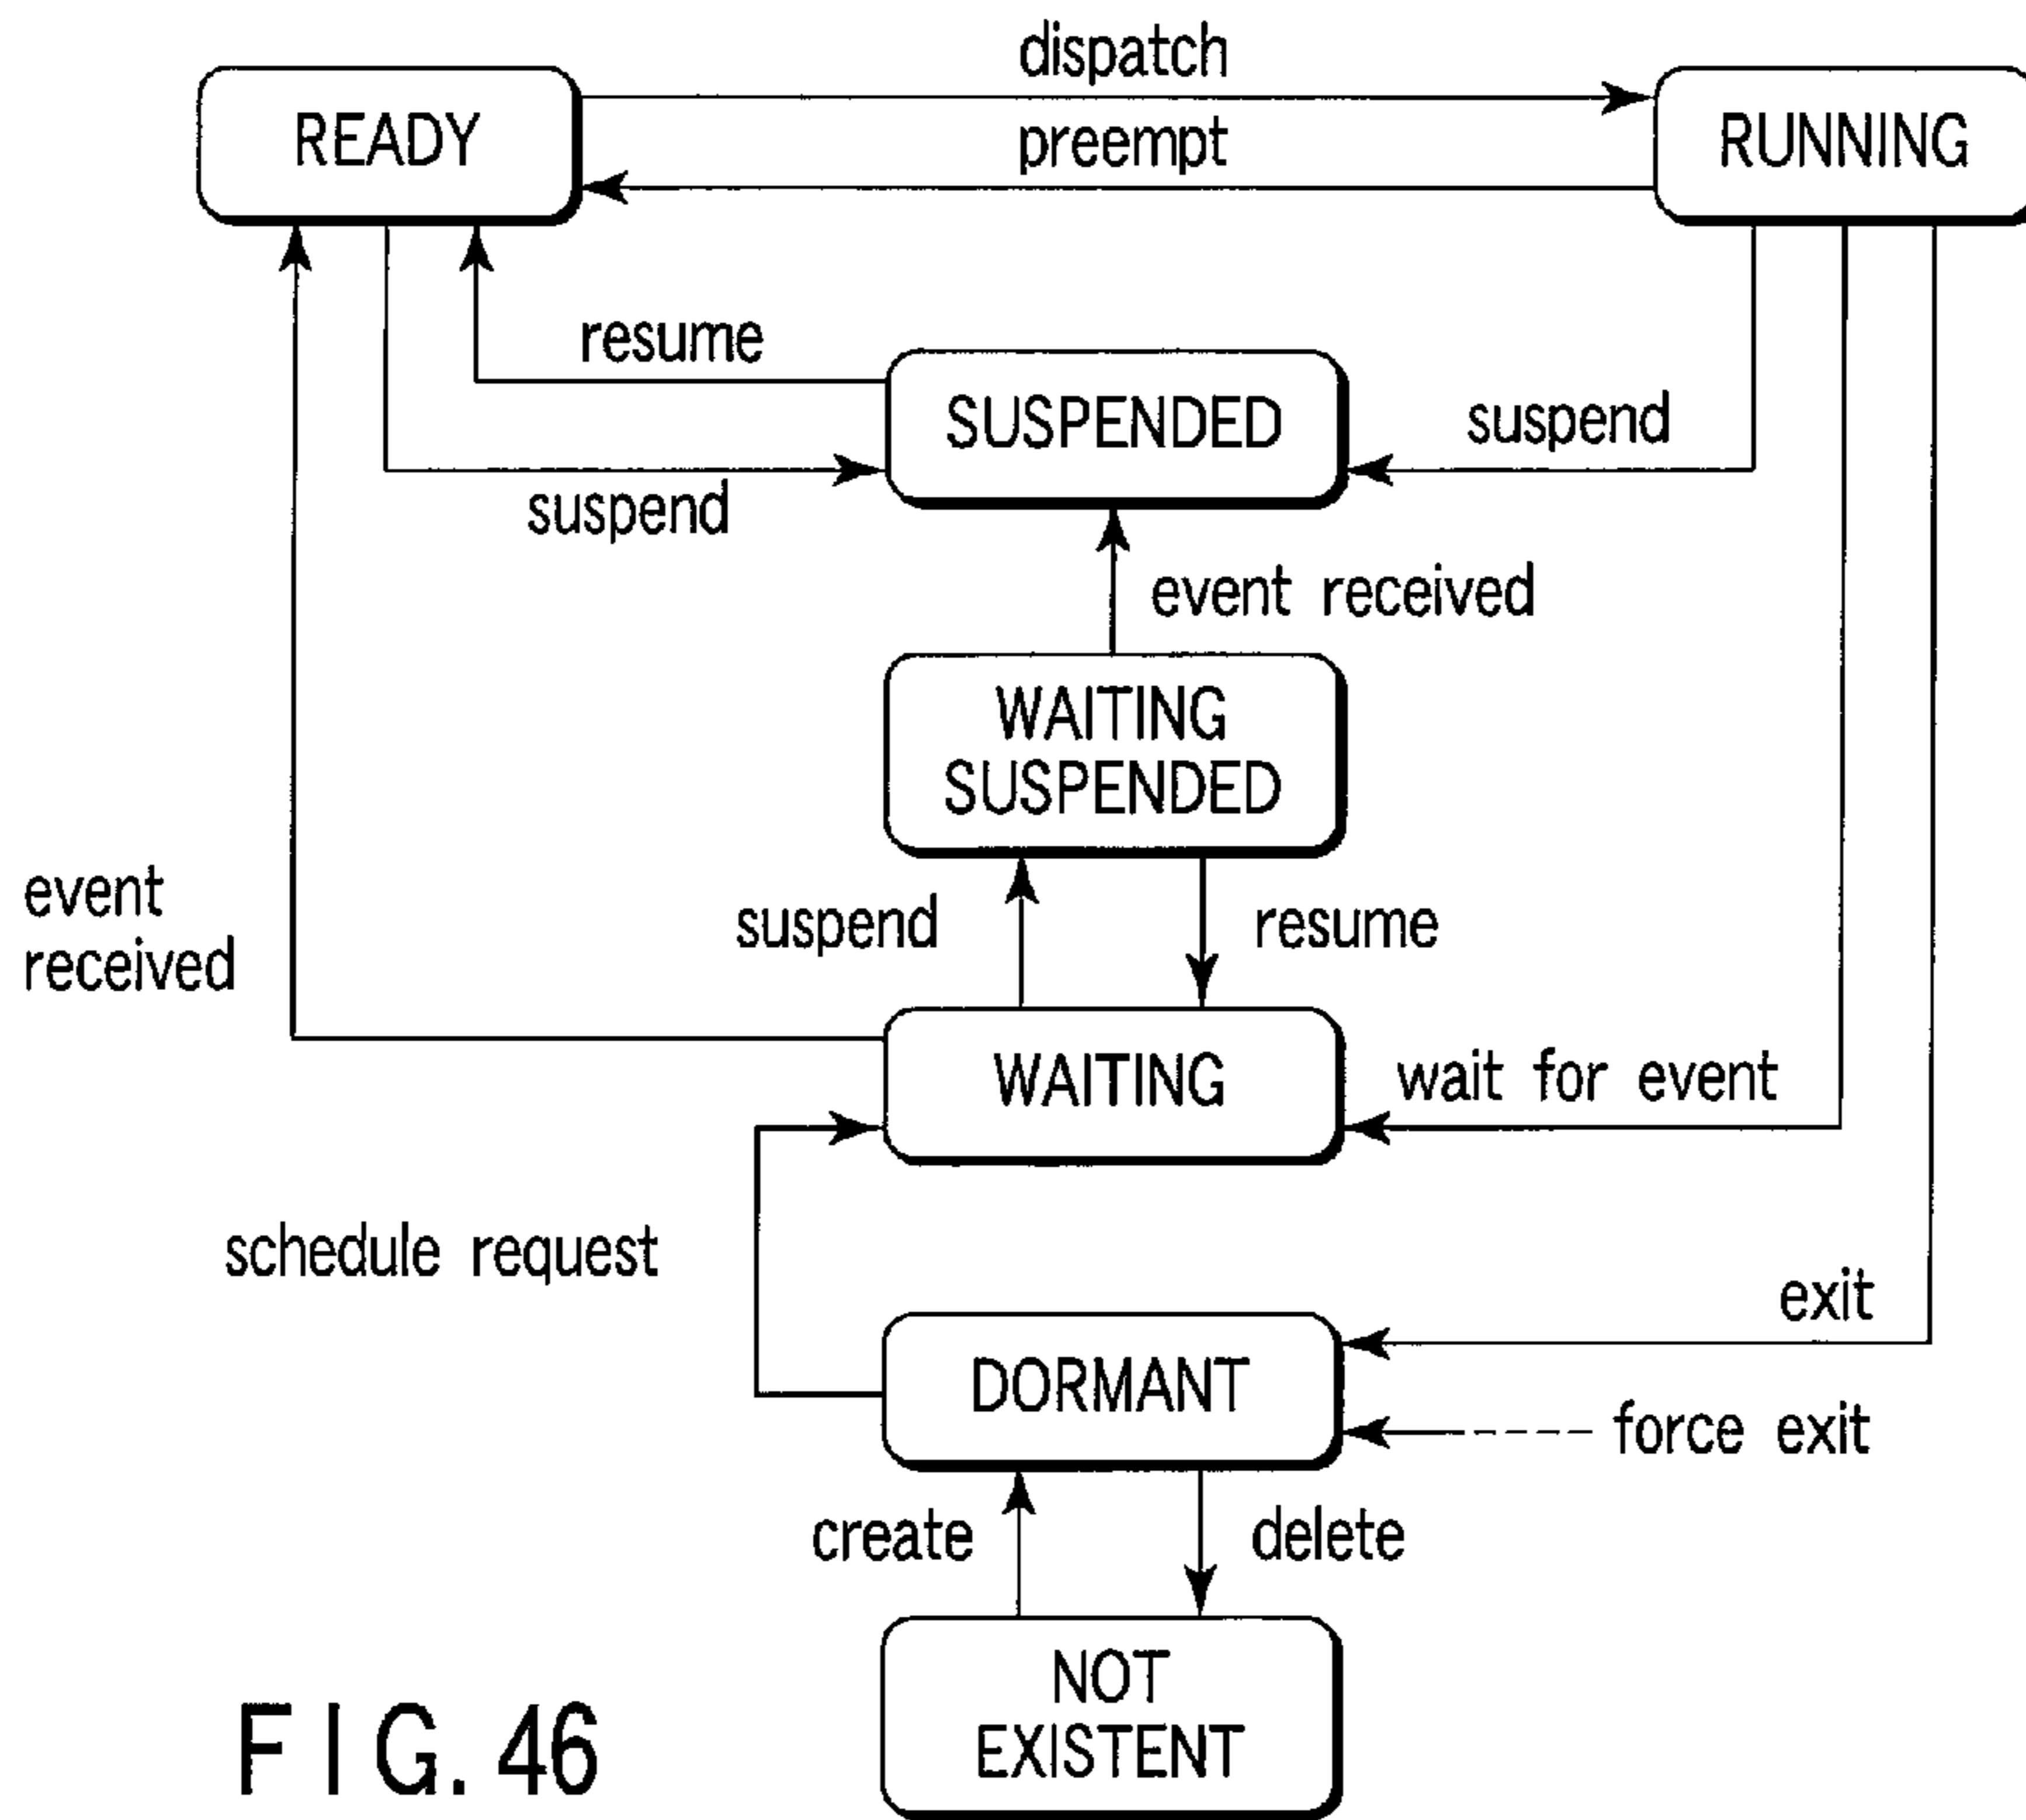 dispatch
READY
preempt
RUNNING
resume
SUSPENDED
suspend
suspend
event received
WAITING
SUSPENDED
event
received
suspend
resume
WAITING
wait for event
schedule request
exit
DORMANT
force exit
create
delete
NOT
EXISTENT
FIG. 46